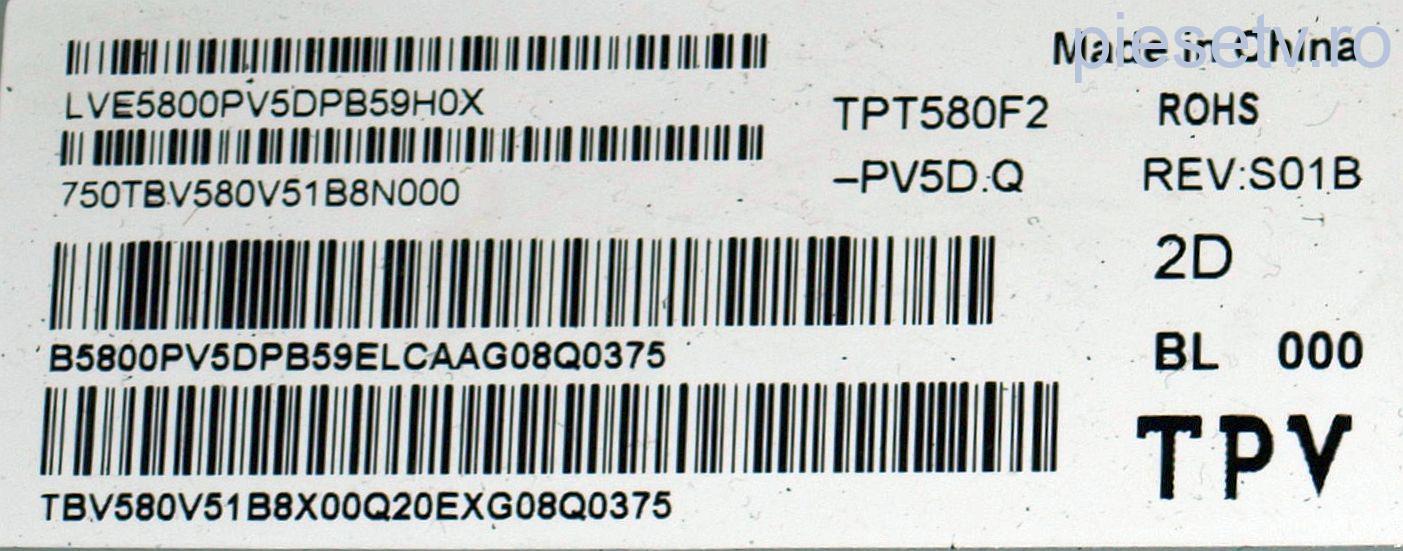 Made in China
piesetv.ro
LVE5800PV5DPB59H0X
750TBV580V51B8N000
TPT580F2
–PV5D.Q
ROHS
REV:S01B
2D
B5800PV5DPB59ELCAAG08Q0375
BL 000
TBV580V51B8X00Q20EXG08Q0375
TPV